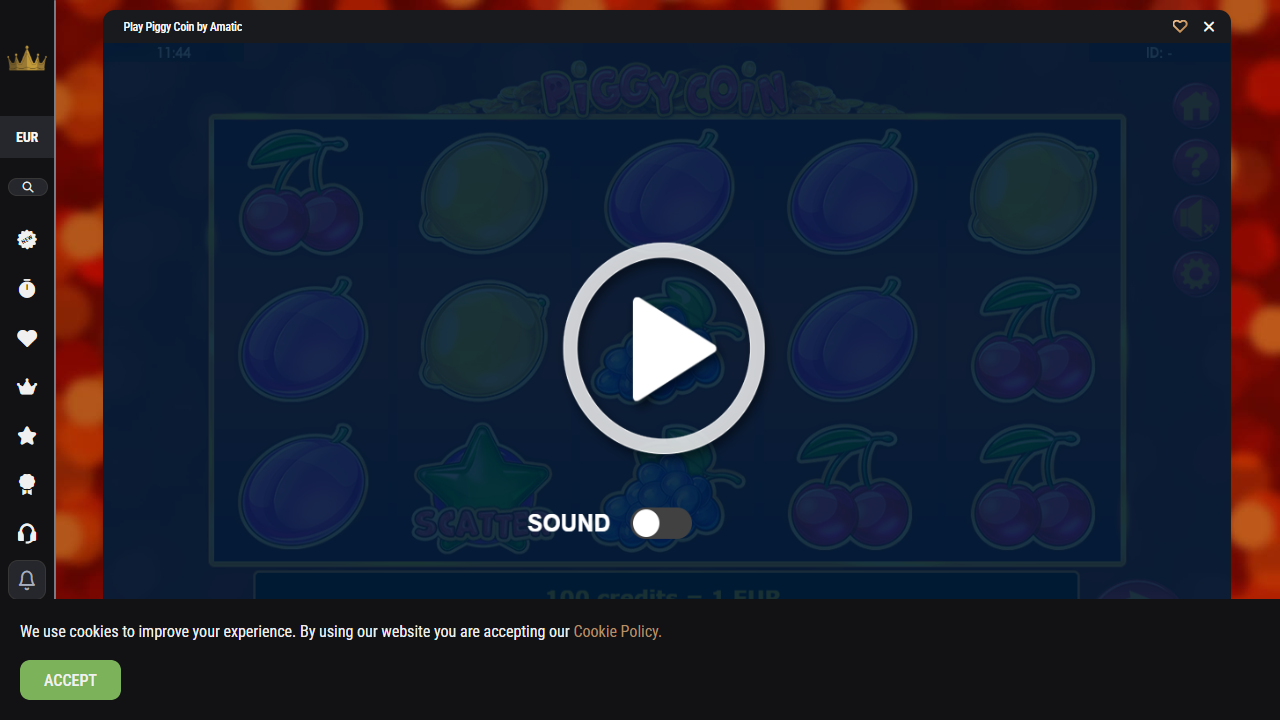 Play Piggy Coin by Amatic
11:44
ID: -
PIGGY COIN
EUR
NEW
SCATTER
SOUND
100 credits = 1 EUR
We use cookies to improve your experience. By using our website you are accepting our Cookie Policy.
ACCEPT